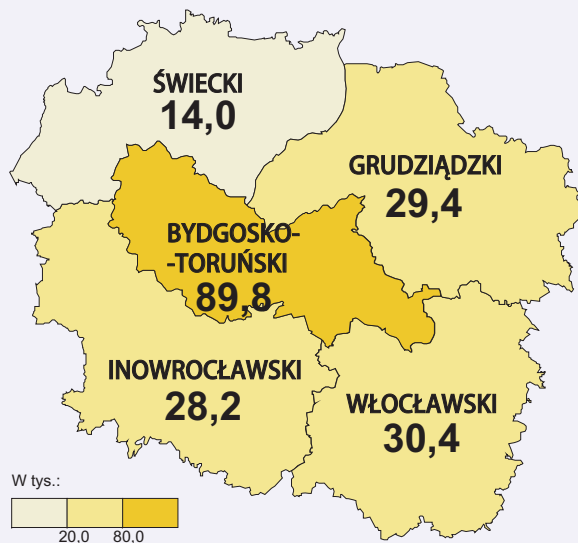 ŚWIECKI
14,0
GRUDZIĄDZKI
29,4
BYDGOSKO-
-TORUŃSKI
89,8
INOWROCŁAWSKI
28,2
WŁOCŁAWSKI
30,4
W tys.:
20,0 80,0